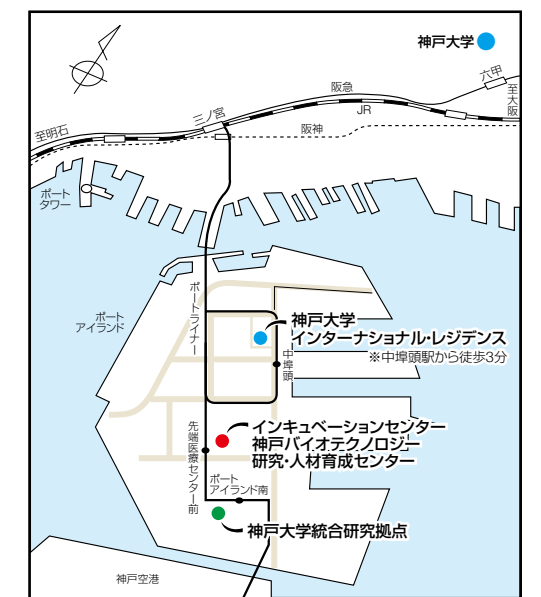 神戸大学
六甲
至大阪
阪急
JR
三ノ宮
阪神
至明石
ポート
タワー
ポート
アイランド
ポートライナー
神戸大学
インターナショナル・レジデンス
※中埠頭駅から徒歩3分
中埠頭
インキュベーションセンター
神戸バイオテクノロジー
研究・人材育成センター
先端医療センター前
ポート
アイランド南
神戸大学統合研究拠点
神戸空港